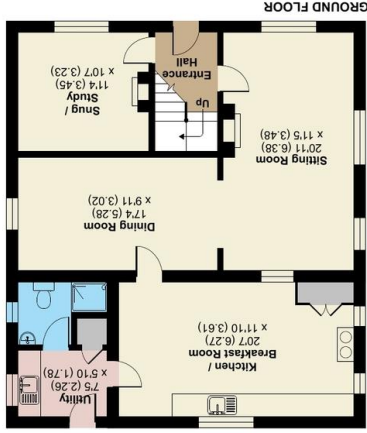 Kitchen /
Breakfast Room
20'7 (6.27)
x 11'10 (3.61)
Utility
7'5 (2.26)
x 5'10 (1.78)
Dining Room
17'4 (5.28)
x 9'11 (3.02)
Sitting Room
20'11 (6.38)
x 11'5 (3.48)
Up
Entrance
Hall
Snug /
Study
11'4 (3.45)
x 10'7 (3.23)
GROUND FLOOR